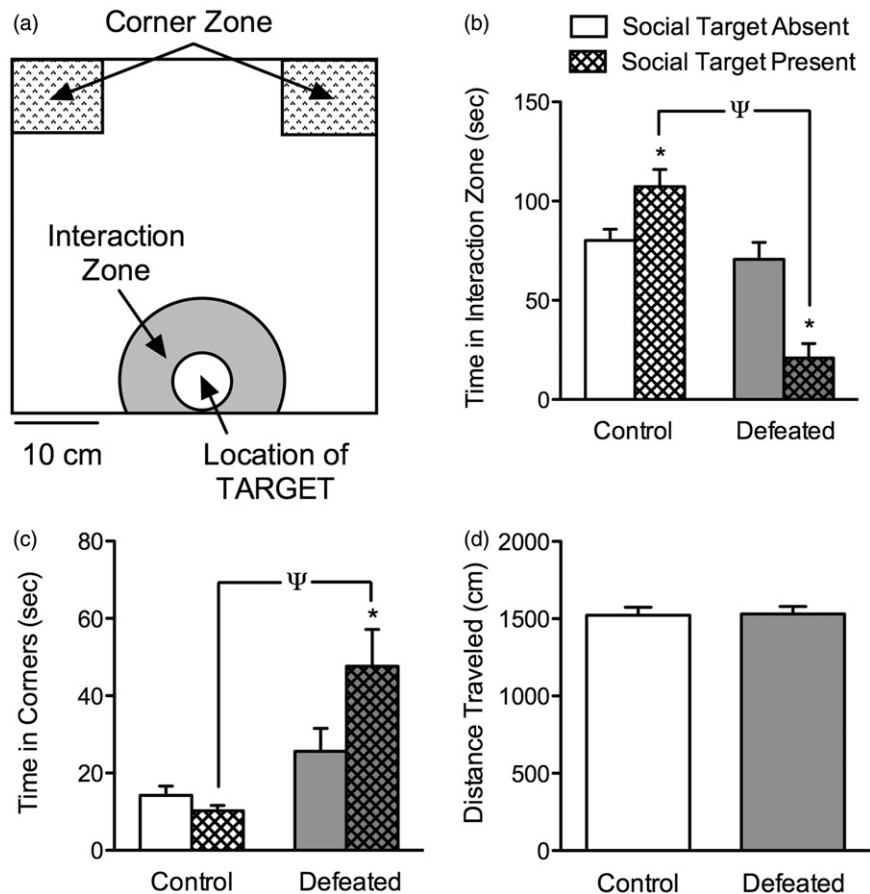 (a)
Corner Zone
Interaction
Zone
10 cm
Location of
TARGET
(b)
Social Target Absent
Social Target Present
Time in Interaction Zone (sec)
150
100
50
0
Ψ
*
*
Control
Defeated
(c)
Time in Corners (sec)
80
60
40
20
0
Ψ
*
Control
Defeated
(d)
Distance Traveled (cm)
2000
1500
1000
500
0
Control
Defeated